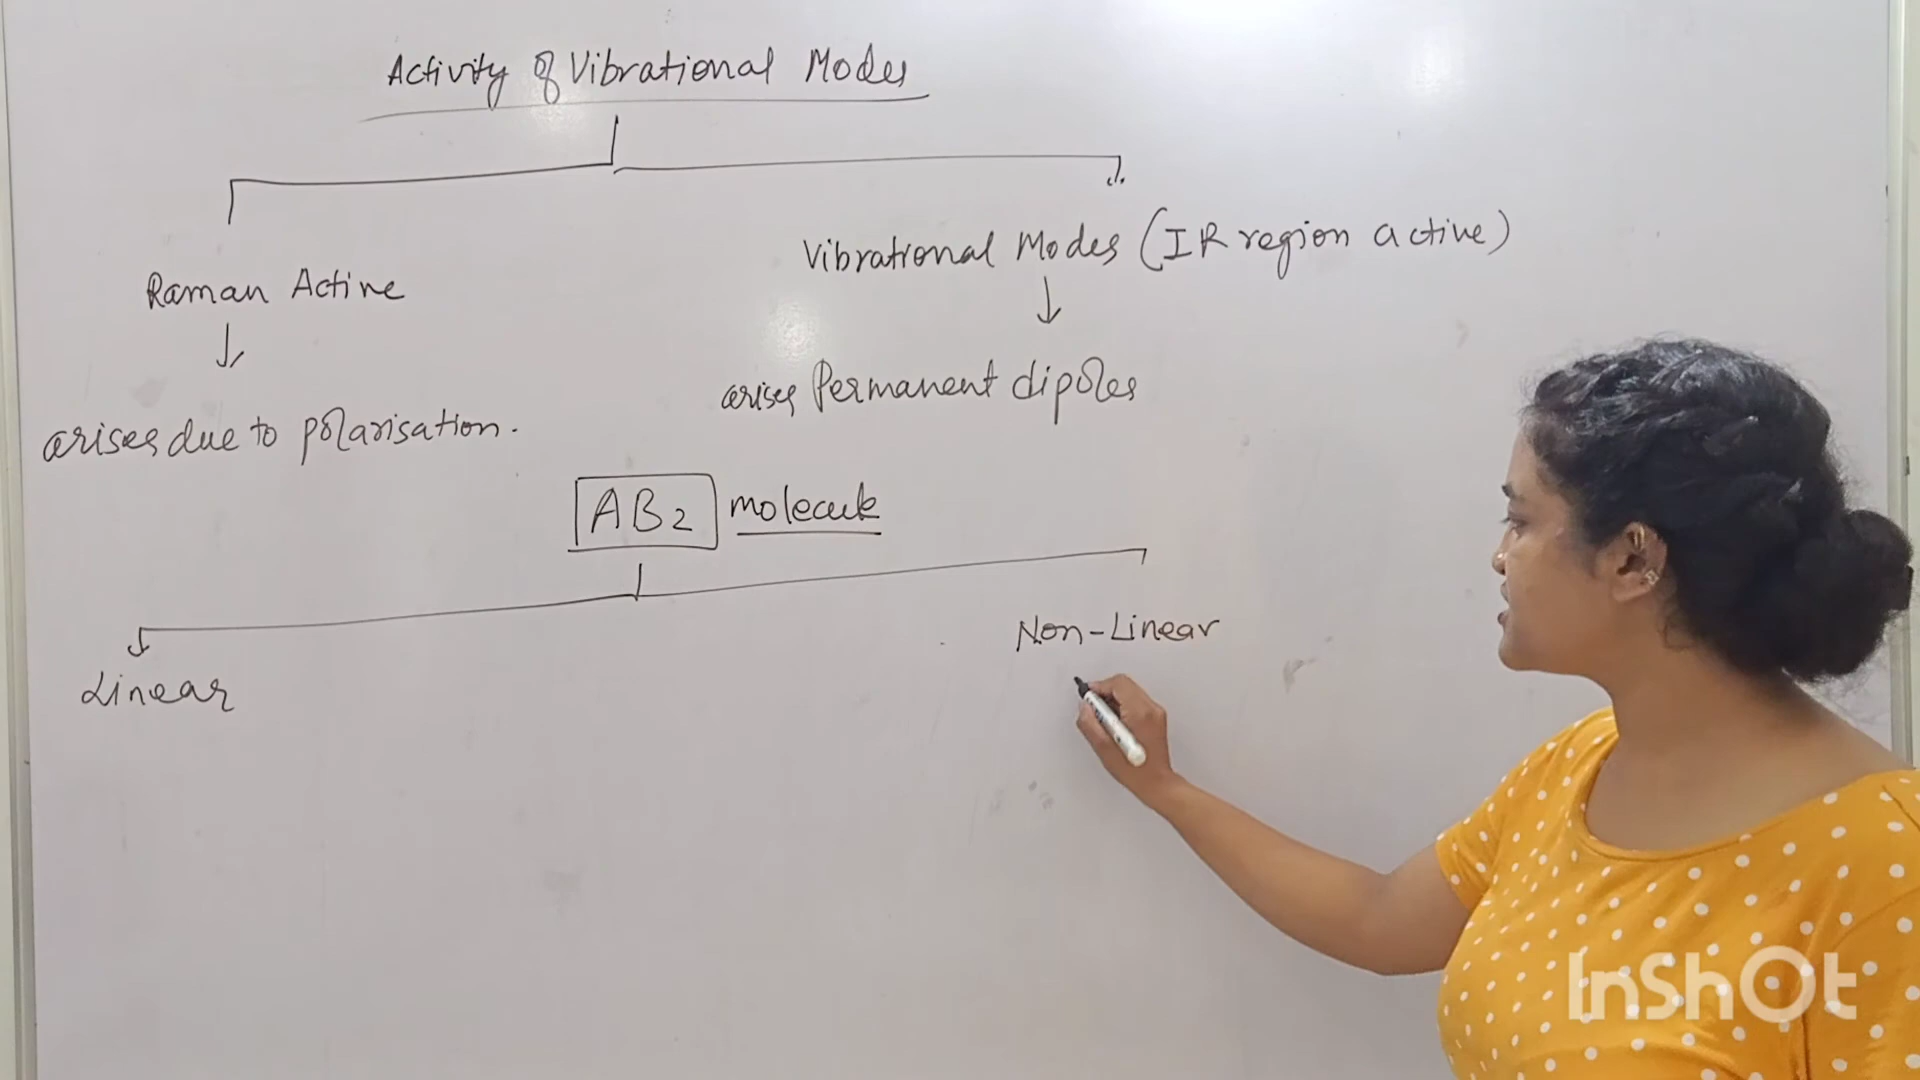 Activity of Vibrational Modes
Raman Active
Vibrational Modes (IR region active)
arises due to polarisation.
arises Permanent dipoles
AB2 molecule
Linear
Non-Linear
InShOt